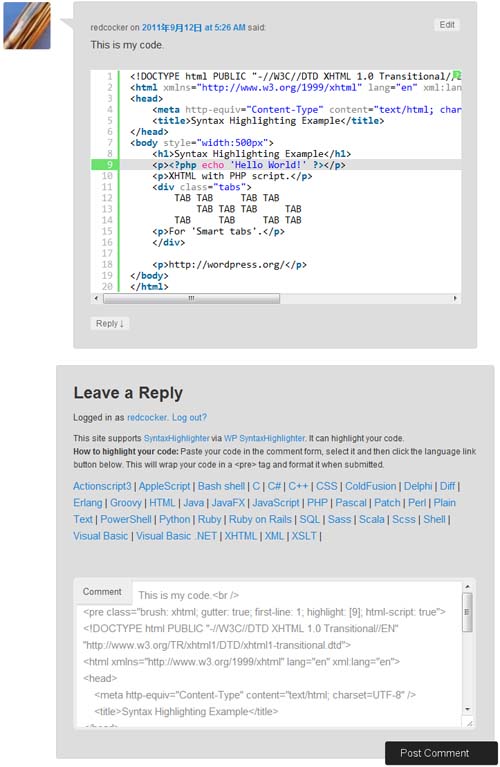 redcocker on 2011年9月12日 at 5:26 AM said:
Edit
This is my code.
1 <!DOCTYPE html PUBLIC "-//W3C//DTD XHTML 1.0 Transitional//
2 <html xmlns="http://www.w3.org/1999/xhtml" lang="en" xml:lang
3 <head>
4 <meta http-equiv="Content-Type" content="text/html; char
5 <title>Syntax Highlighting Example</title>
6 </head>
7 <body style="width:500px">
8 <h1>Syntax Highlighting Example</h1>
9 <p><?php echo 'Hello World!' ?></p>
10 <p>XHTML with PHP script.</p>
11 <div class="tabs">
12 TAB TAB TAB TAB
13 TAB TAB TAB TAB
14 TAB TAB TAB TAB
15 <p>For 'Smart tabs'.</p>
16 </div>
17
18 <p>http://wordpress.org/</p>
19 </body>
20 </html>
Reply ↓
Leave a Reply
Logged in as redcocker. Log out?
This site supports SyntaxHighlighter via WP SyntaxHighlighter. It can highlight your code.
How to highlight your code: Paste your code in the comment form, select it and then click the language link
button below. This will wrap your code in a <pre> tag and format it when submitted.
Actionscript3 | AppleScript | Bash shell | C | C# | C++ | CSS | ColdFusion | Delphi | Diff |
Erlang | Groovy | HTML | Java | JavaFX | JavaScript | PHP | Pascal | Patch | Perl | Plain
Text | PowerShell | Python | Ruby | Ruby on Rails | SQL | Sass | Scala | Scss | Shell |
Visual Basic | Visual Basic .NET | XHTML | XML | XSLT |
Comment
This is my code.<br />
<pre class="brush: xhtml; gutter: true; first-line: 1; highlight: [9]; html-script: true">
<!DOCTYPE html PUBLIC "-//W3C//DTD XHTML 1.0 Transitional//EN"
"http://www.w3.org/TR/xhtml1/DTD/xhtml1-transitional.dtd">
<html xmlns="http://www.w3.org/1999/xhtml" lang="en" xml:lang="en">
<head>
<meta http-equiv="Content-Type" content="text/html; charset=UTF-8" />
<title>Syntax Highlighting Example</title>
Post Comment